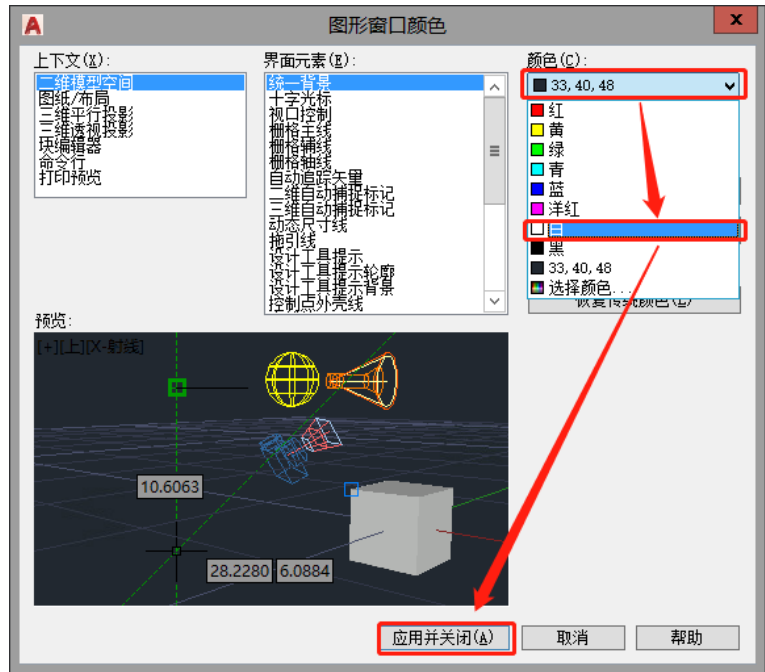 A
图形窗口颜色
x
上下文(X):
二维模型空间
图纸/布局
三维平行投影
三维透视投影
块编辑器
命令行
打印预览
界面元素(E):
统一背景
十字光标
视口控制
栅格主线
栅格辅线
栅格轴线
自动追踪矢量
二维自动捕捉标记
三维自动捕捉标记
动态尺寸线
拖引线
设计工具提示
设计工具提示轮廓
设计工具提示背景
控制点外壳线
颜色(C):
33, 40, 48
红
黄
绿
青
蓝
洋红
白
黑
33, 40, 48
选择颜色...
恢复传统颜色(L)
预览:
[+][上][X-射线]
10.6063
28.2280 6.0884
应用并关闭(A)
取消
帮助